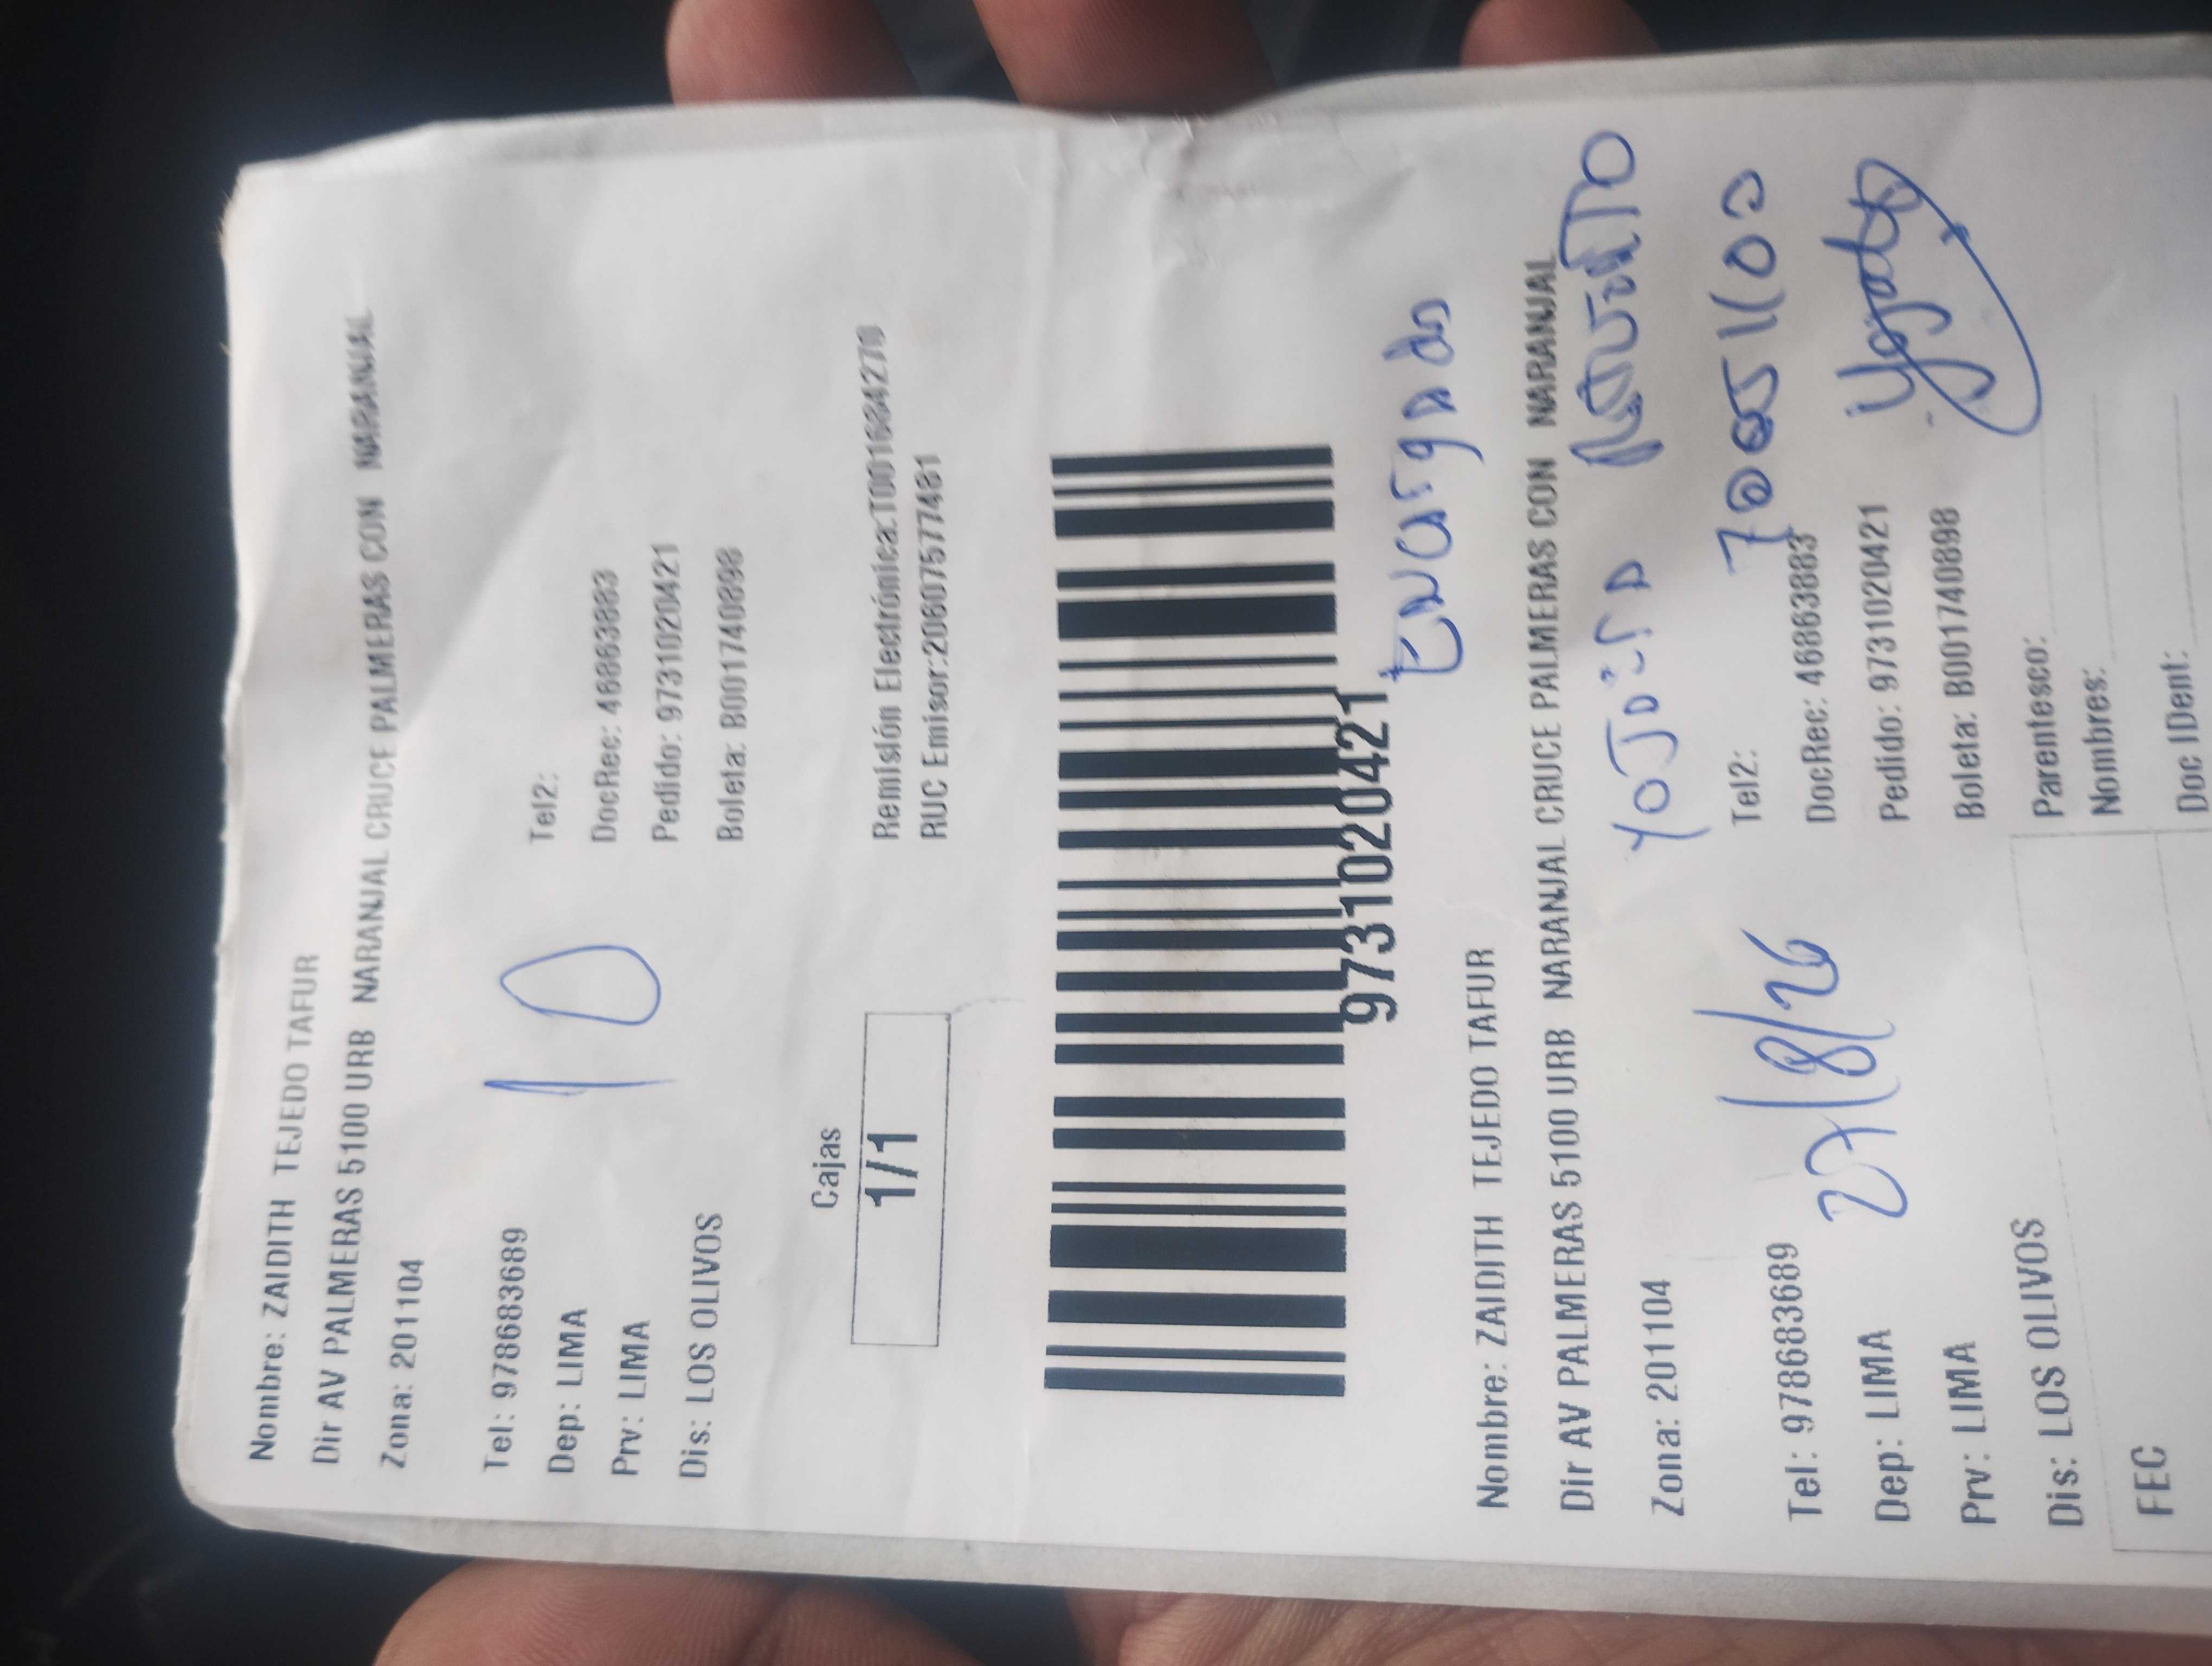 Nombre: ZAIDITH TEJEDO TAFUR
Dir AV PALMERAS 5100 URB NARANJAL CRUCE PALMERAS CON NARANJAL
Zona: 201104
Tel: 978683689
Tel2:
Dep: LIMA
DocRec: 46863883
Prv: LIMA
Pedido: 9731020421
Dis: LOS OLIVOS
Boleta: B001740898
10
Cajas
1/1
Remisión Electrónica:T001684270
RUC Emisor:20607577481
9731020421
Encargado
Nombre: ZAIDITH TEJEDO TAFUR
Dir AV PALMERAS 5100 URB NARANJAL CRUCE PALMERAS CON NARANJAL
Zona: 201104
Tel: 978683689
Tel2:
27/8/26
Dep: LIMA
DocRec: 46863883
Prv: LIMA
Pedido: 9731020421
Dis: LOS OLIVOS
Boleta: B001740898
Parentesco:
FEC
Nombres:
Doc IDent: